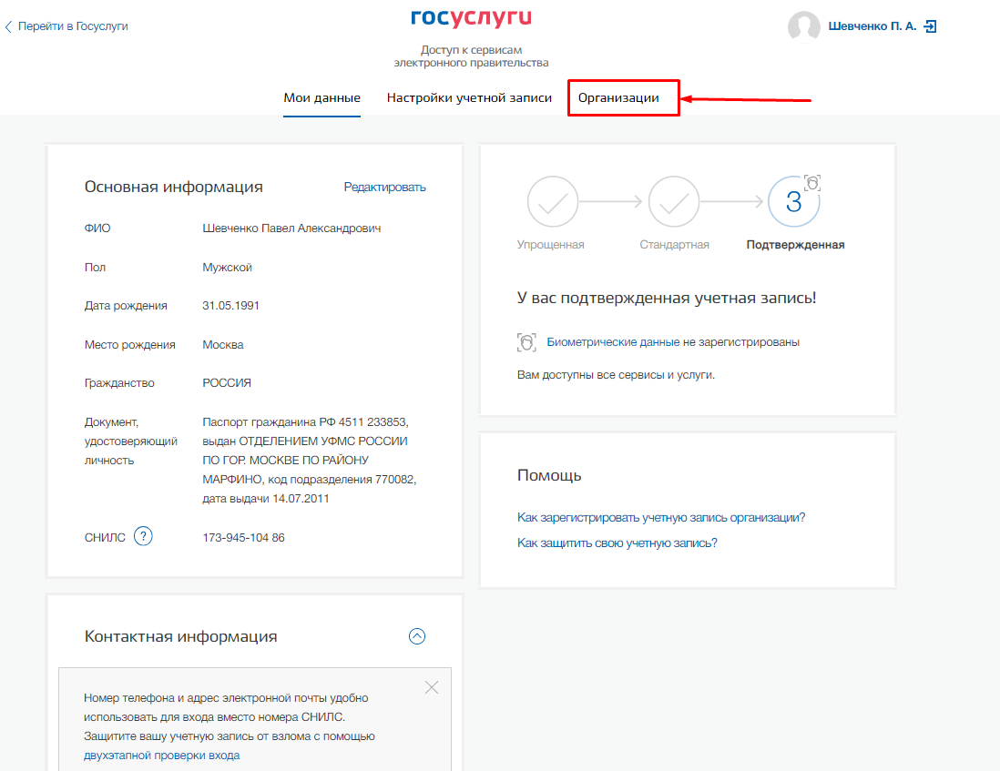 Перейти в Госуслуги
госуслуги
Шевченко П. А.
Доступ к сервисам
электронного правительства
Мои данные Настройки учетной записи Организации
Основная информация Редактировать
ФИО Шевченко Павел Александрович
Пол Мужской
Дата рождения 31.05.1991
Место рождения Москва
Гражданство РОССИЯ
Документ, Паспорт гражданина РФ 4511 233853,
удостоверяющий выдан ОТДЕЛЕНИЕМ УФМС РОССИИ
личность ПО ГОР. МОСКВЕ ПО РАЙОНУ
МАРФИНО, код подразделения 770082,
дата выдачи 14.07.2011
СНИЛС ? 173-945-104 86
3
Упрощенная Стандартная Подтвержденная
У вас подтвержденная учетная запись!
Биометрические данные не зарегистрированы
Вам доступны все сервисы и услуги.
Помощь
Как зарегистрировать учетную запись организации?
Как защитить свою учетную запись?
Контактная информация
Номер телефона и адрес электронной почты удобно
использовать для входа вместо номера СНИЛС.
Защитите вашу учетную запись от взлома с помощью
двухэтапной проверки входа